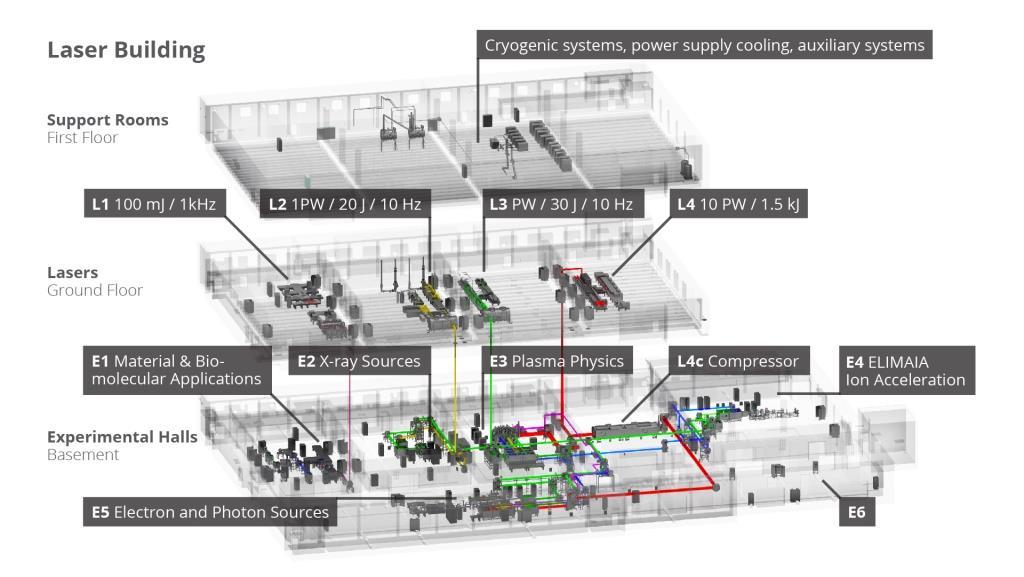 Laser Building
Cryogenic systems, power supply cooling, auxiliary systems
Support Rooms
First Floor
L1 100 mJ / 1kHz
L2 1PW / 20 J / 10 Hz
L3 PW / 30 J / 10 Hz
L4 10 PW / 1.5 kJ
Lasers
Ground Floor
E1 Material & Bio-
molecular Applications
E2 X-ray Sources
E3 Plasma Physics
L4c Compressor
E4 ELIMAIA
Ion Acceleration
Experimental Halls
Basement
E5 Electron and Photon Sources
E6